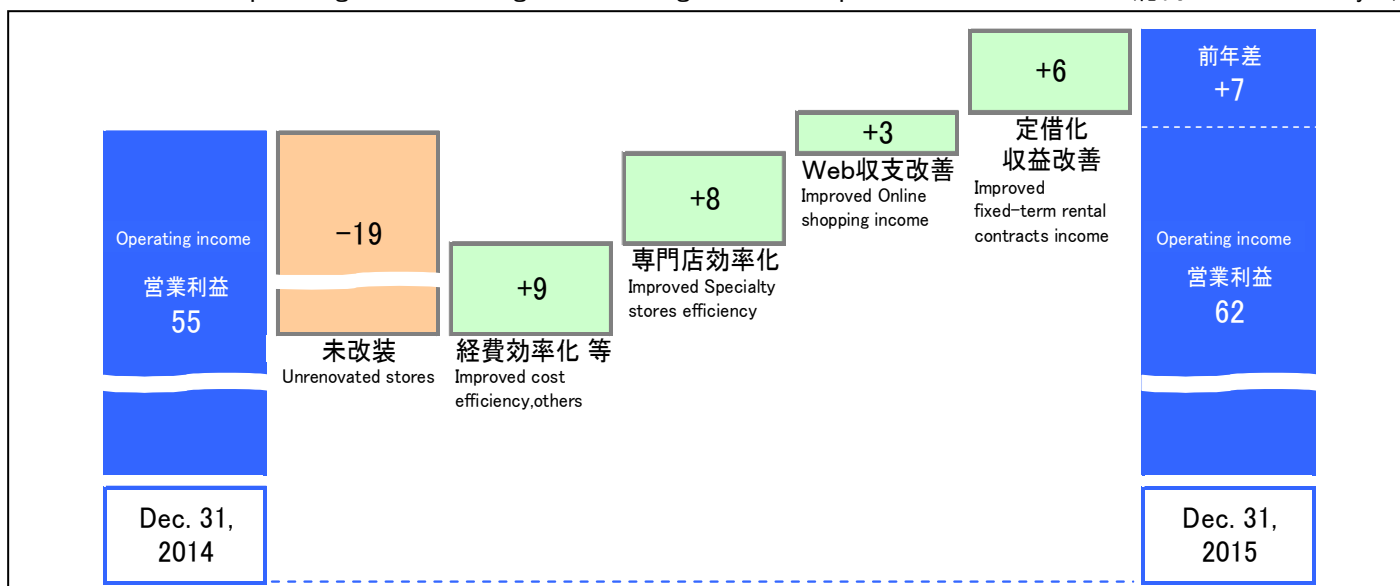 +6
前年差
+7
+3
定借化
収益改善
Improved
fixed-term rental
contracts income
Web収支改善
Improved Online
shopping income
+8
専門店効率化
Improved Specialty
stores efficiency
−19
Operating income
営業利益
55
+9
Operating income
営業利益
62
未改装
Unrenovated stores
経費効率化 等
Improved cost
efficiency,others
Dec. 31,
2014
Dec. 31,
2015